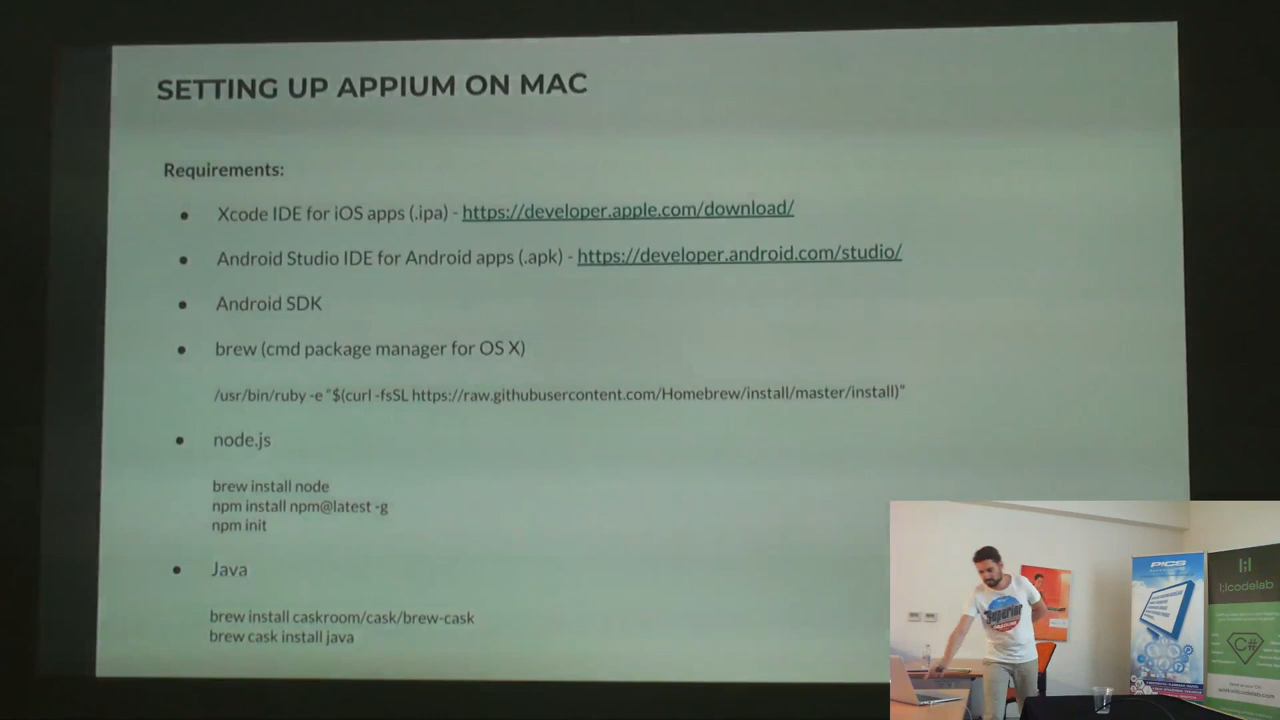 SETTING UP APPIUM ON MAC
Requirements:
● Xcode IDE for iOS apps (.ipa) - https://developer.apple.com/download/
● Android Studio IDE for Android apps (.apk) - https://developer.android.com/studio/
● Android SDK
● brew (cmd package manager for OS X)
/usr/bin/ruby -e “$(curl -fsSL https://raw.githubusercontent.com/Homebrew/install/master/install)”
● node.js
brew install node
npm install npm@latest -g
npm init
● Java
brew install caskroom/cask/brew-cask
brew cask install java
Superior
PICS
codelab
C#